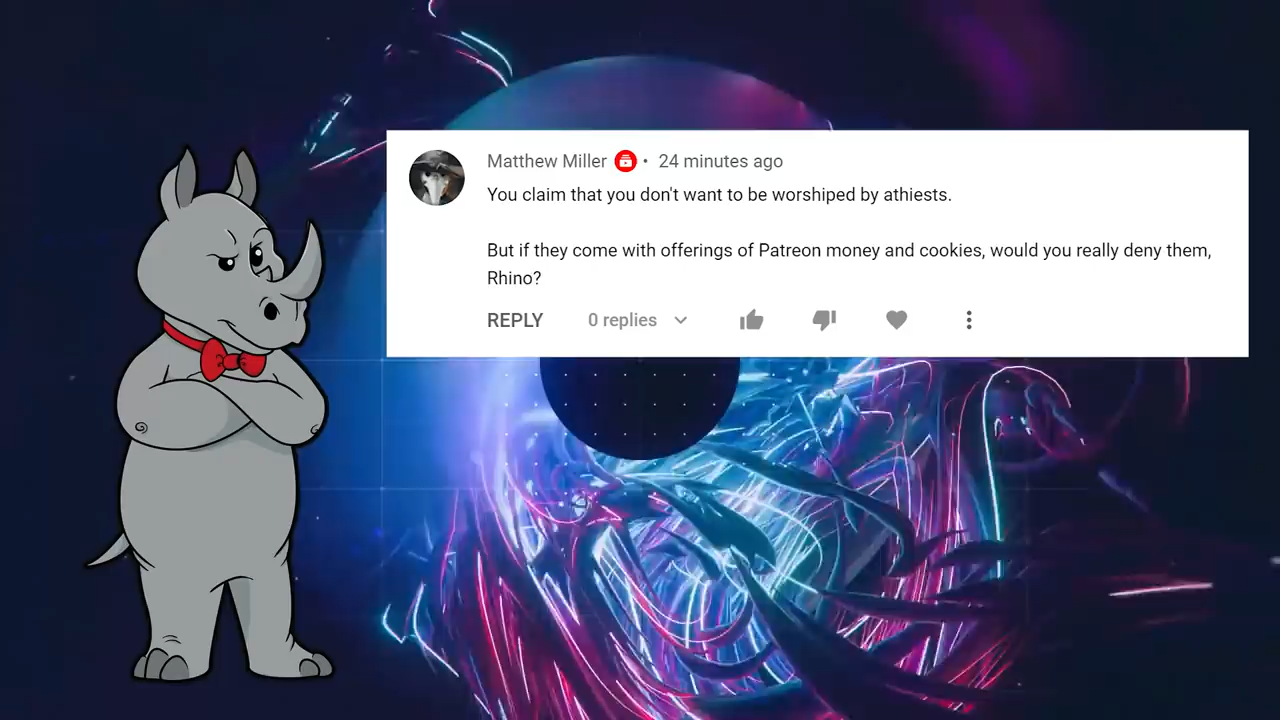 Matthew Miller • 24 minutes ago
You claim that you don't want to be worshiped by athiests.
But if they come with offerings of Patreon money and cookies, would you really deny them,
Rhino?
REPLY 0 replies